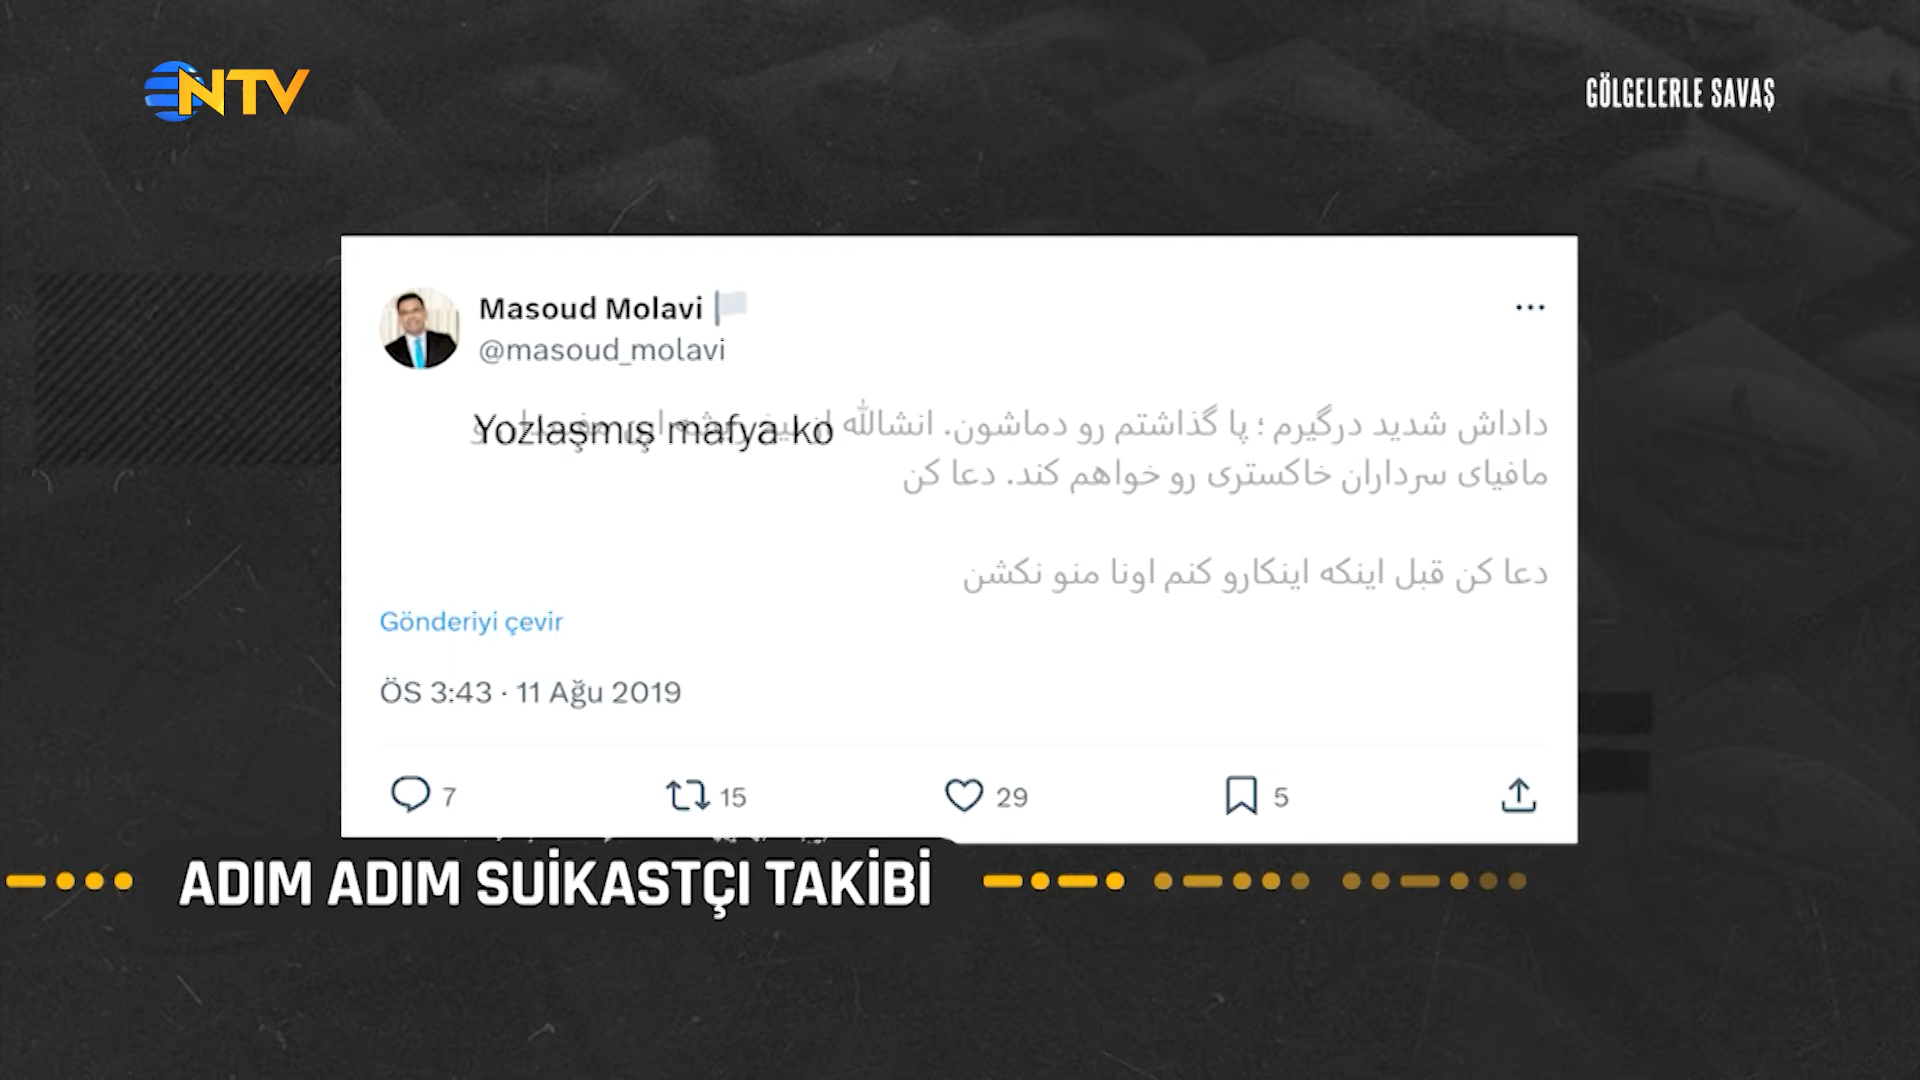 NTV
GÖLGELERLE SAVAŞ
Masoud Molavi
@masoud_molavi
داداش شدید درگیرم ؛ پا گذاشتم رو دماشون. انشالله از
Yozlaşmış mafya ko
مافیای سرداران خاکستری رو خواهم کند. دعا کن
دعا کن قبل اینکه اینکارو کنم اونا منو نکشن
Gönderiyi çevir
ÖS 3:43 · 11 Ağu 2019
7 15 29 5
ADIM ADIM SUİKASTÇI TAKİBİ